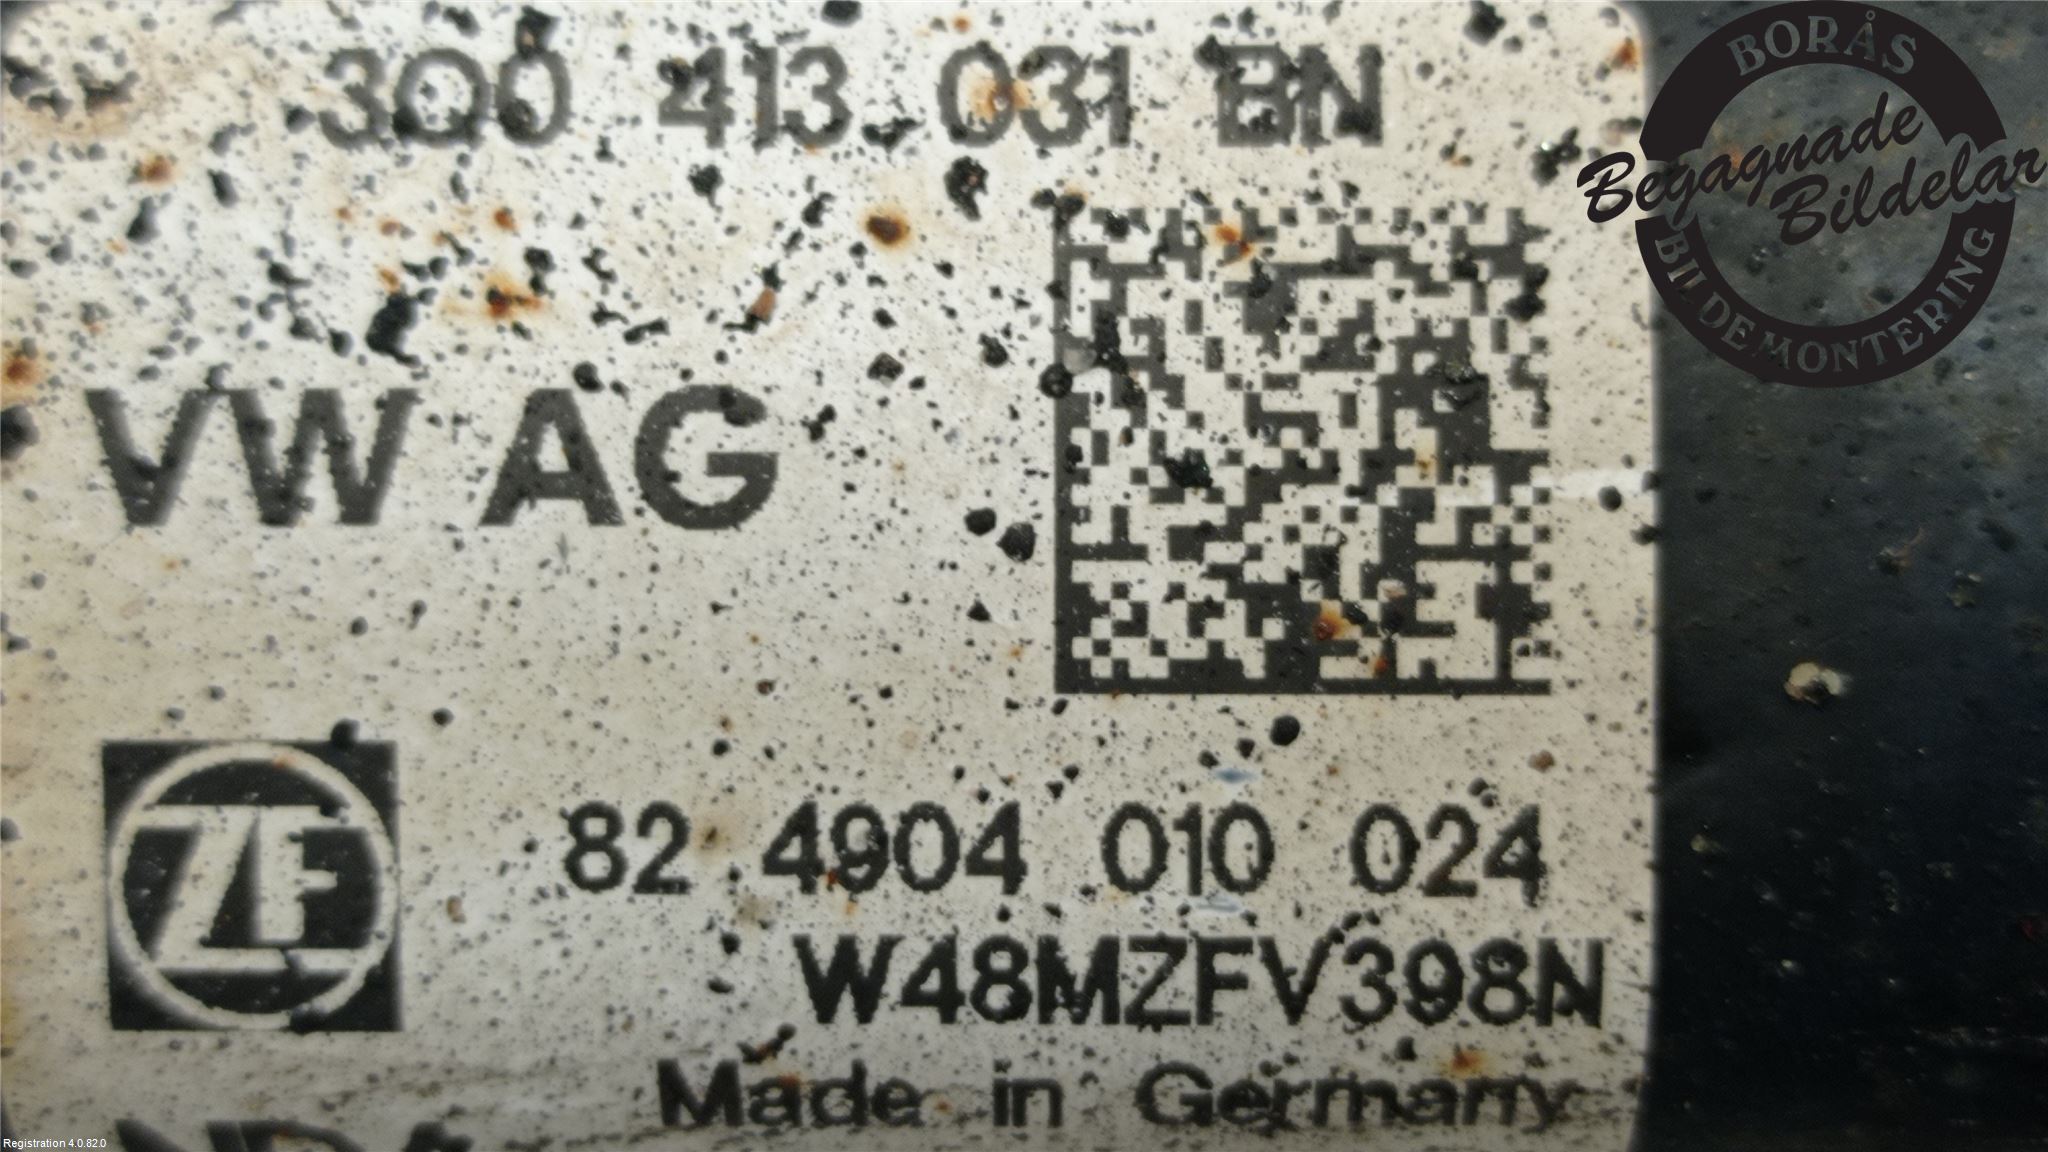 3Q0 413 031 BN
BORÅS
Begagnade
Bildelar
BILDEMONTERING
VW AG
ZF
82 4904 010 024
W48MZFV398N
Made in Germany
Registration 4.0.82.0